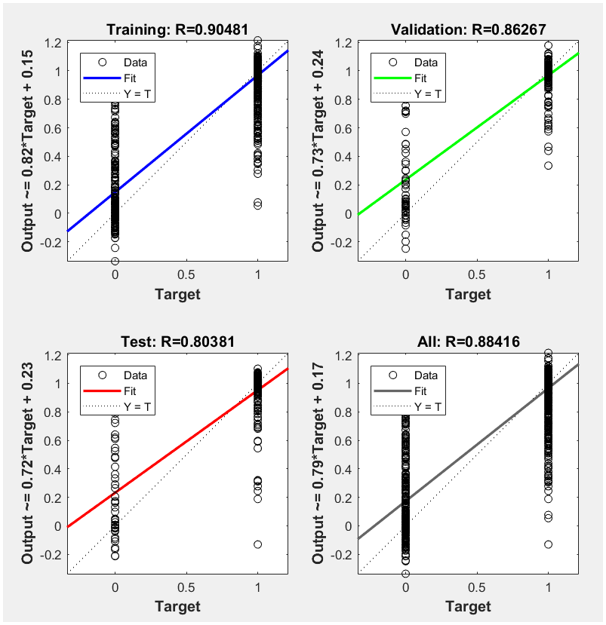 Training: R=0.90481
Output ~= 0.82*Target + 0.15
1.2
1
0.8
0.6
0.4
0.2
0
-0.2
Data
Fit
Y = T
0
0.5
1
Target
Validation: R=0.86267
Output ~= 0.73*Target + 0.24
1.2
1
0.8
0.6
0.4
0.2
0
-0.2
Data
Fit
Y = T
0
0.5
1
Target
Test: R=0.80381
Output ~= 0.72*Target + 0.23
1.2
1
0.8
0.6
0.4
0.2
0
-0.2
Data
Fit
Y = T
0
0.5
1
Target
All: R=0.88416
Output ~= 0.79*Target + 0.17
1.2
1
0.8
0.6
0.4
0.2
0
-0.2
Data
Fit
Y = T
0
0.5
1
Target